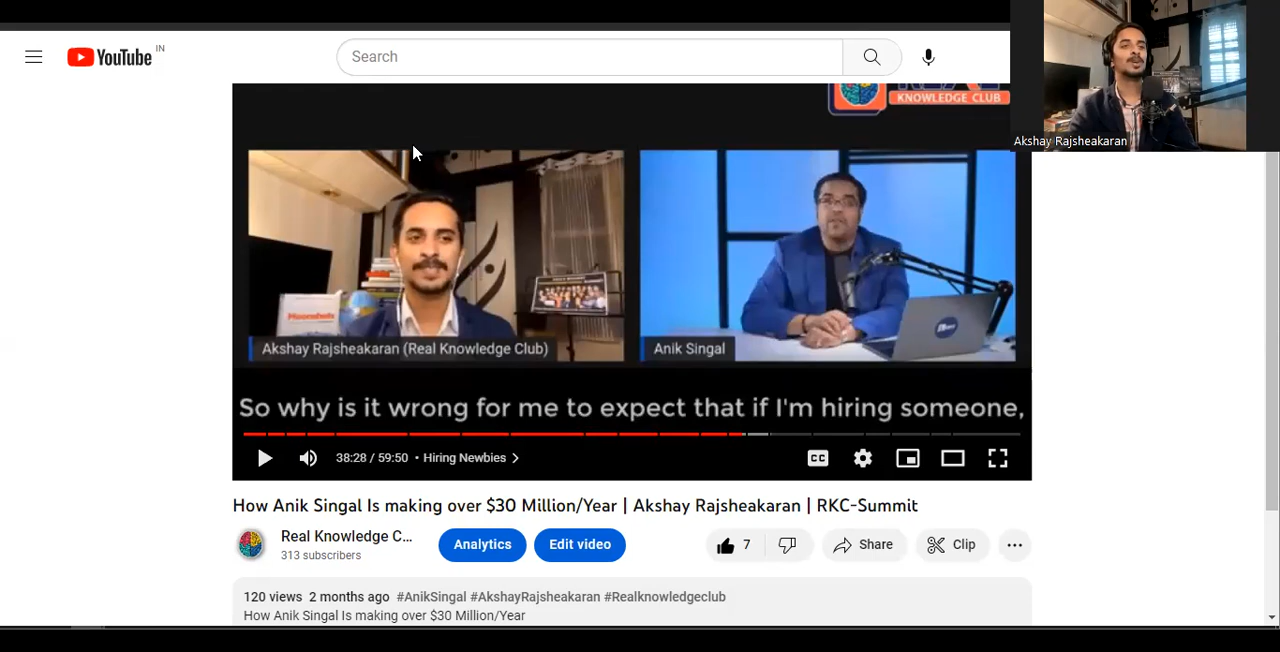 YouTube IN
Search
KNOWLEDGE CLUB
Akshay Rajsheakaran
Moonshots
Akshay Rajsheakaran (Real Knowledge Club)
Anik Singal
So why is it wrong for me to expect that if I'm hiring someone,
38:28 / 59:50 • Hiring Newbies
CC
How Anik Singal Is making over $30 Million/Year | Akshay Rajsheakaran | RKC-Summit
Real Knowledge C...
313 subscribers
Analytics
Edit video
7
Share
Clip
120 views 2 months ago #AnikSingal #AkshayRajsheakaran #Realknowledgeclub
How Anik Singal Is making over $30 Million/Year